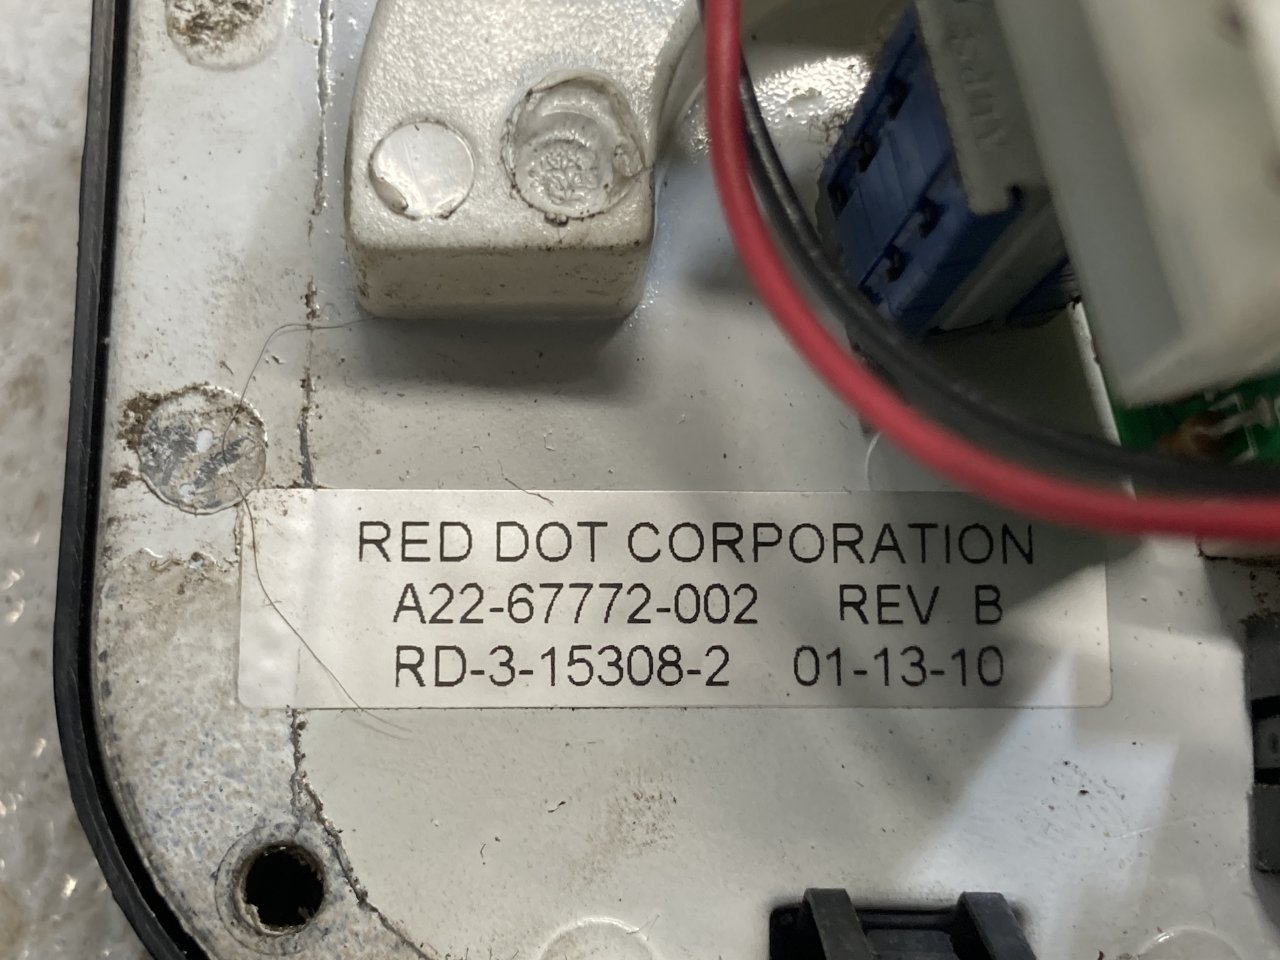 RED DOT CORPORATION
A22-67772-002 REV B
RD-3-15308-2 01-13-10